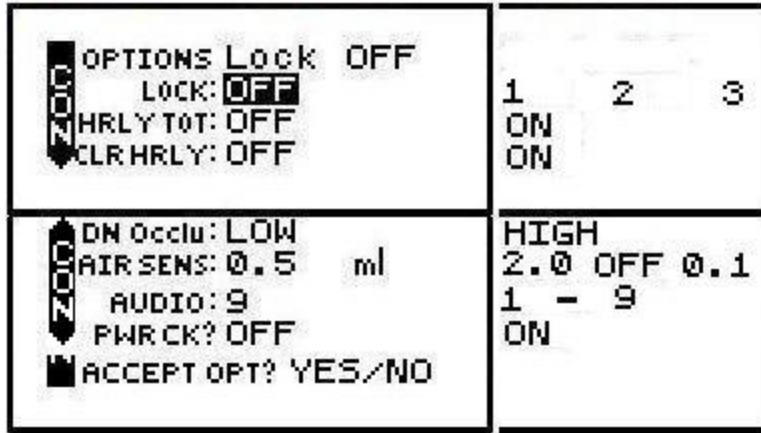 OPTIONS Lock OFF
CON
LOCK: OFF 1 2 3
HRLY TOT: OFF ON
CLR HRLY: OFF ON
DN Occlu: LOW HIGH
CON
AIR SENS: 0.5 ml 2.0 OFF 0.1
AUDIO: 9 1 - 9
PWR CK? OFF ON
ACCEPT OPT? YES/NO